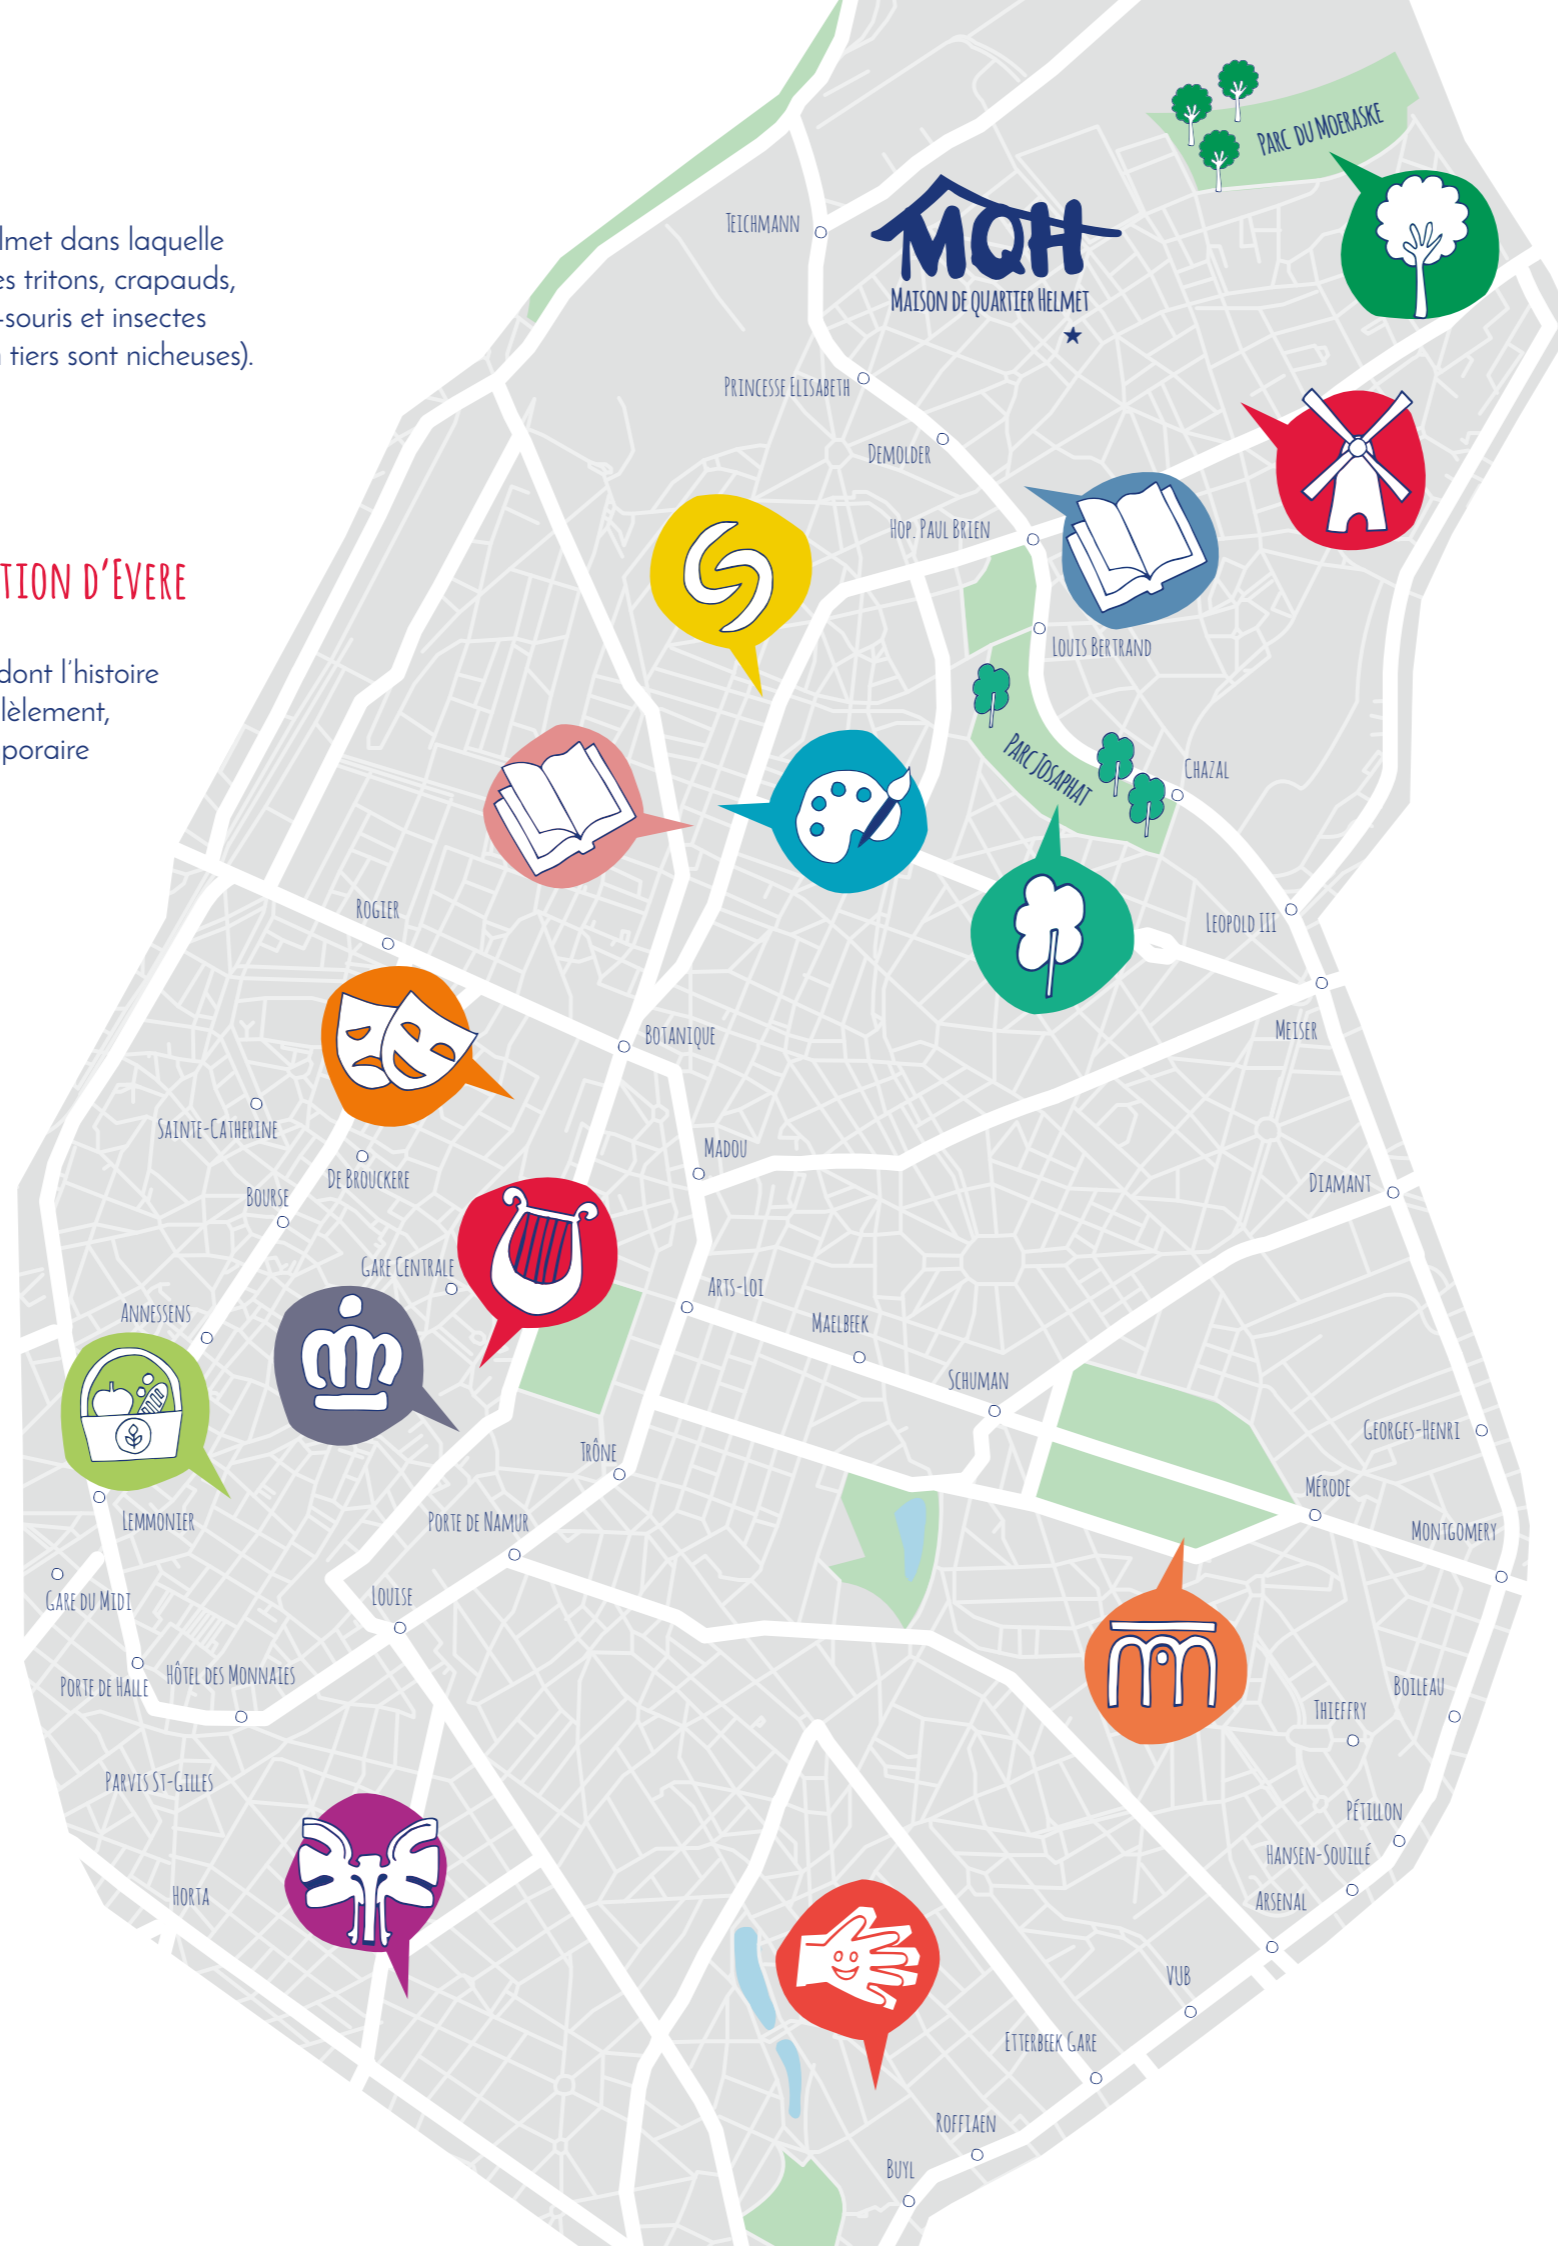 lmet dans laquelle
es tritons, crapauds,
-souris et insectes
tiers sont nicheuses).
TION D'EVERE
dont l'histoire
lèlement,
poraire
PARC DU MOERASKE
TEICHMANN
MQH
MAISON DE QUARTIER HELMET
PRINCESSE ELISABETH
DEMOLDER
HOP. PAUL BRIEN
LOUIS BERTRAND
PARC JOSAPHAT
CHAZAL
ROGIER
LEOPOLD III
BOTANIQUE
MEISER
SAINTE-CATHERINE
MADOU
DE BROUCKERE
DIAMANT
BOURSE
GARE CENTRALE
ARTS-LOI
ANNESSENS
MAELBEEK
SCHUMAN
GEORGES-HENRI
TRÔNE
MÉRODE
LEMMONIER
PORTE DE NAMUR
MONTGOMERY
GARE DU MIDI
LOUISE
PORTE DE HALLE
HÔTEL DES MONNAIES
BOILEAU
THIEFFRY
PARVIS ST-GILLES
PÉTILLON
HANSEN-SOUILLÉ
HORTA
ARSENAL
VUB
ETTERBEEK GARE
ROFFIAEN
BUYL